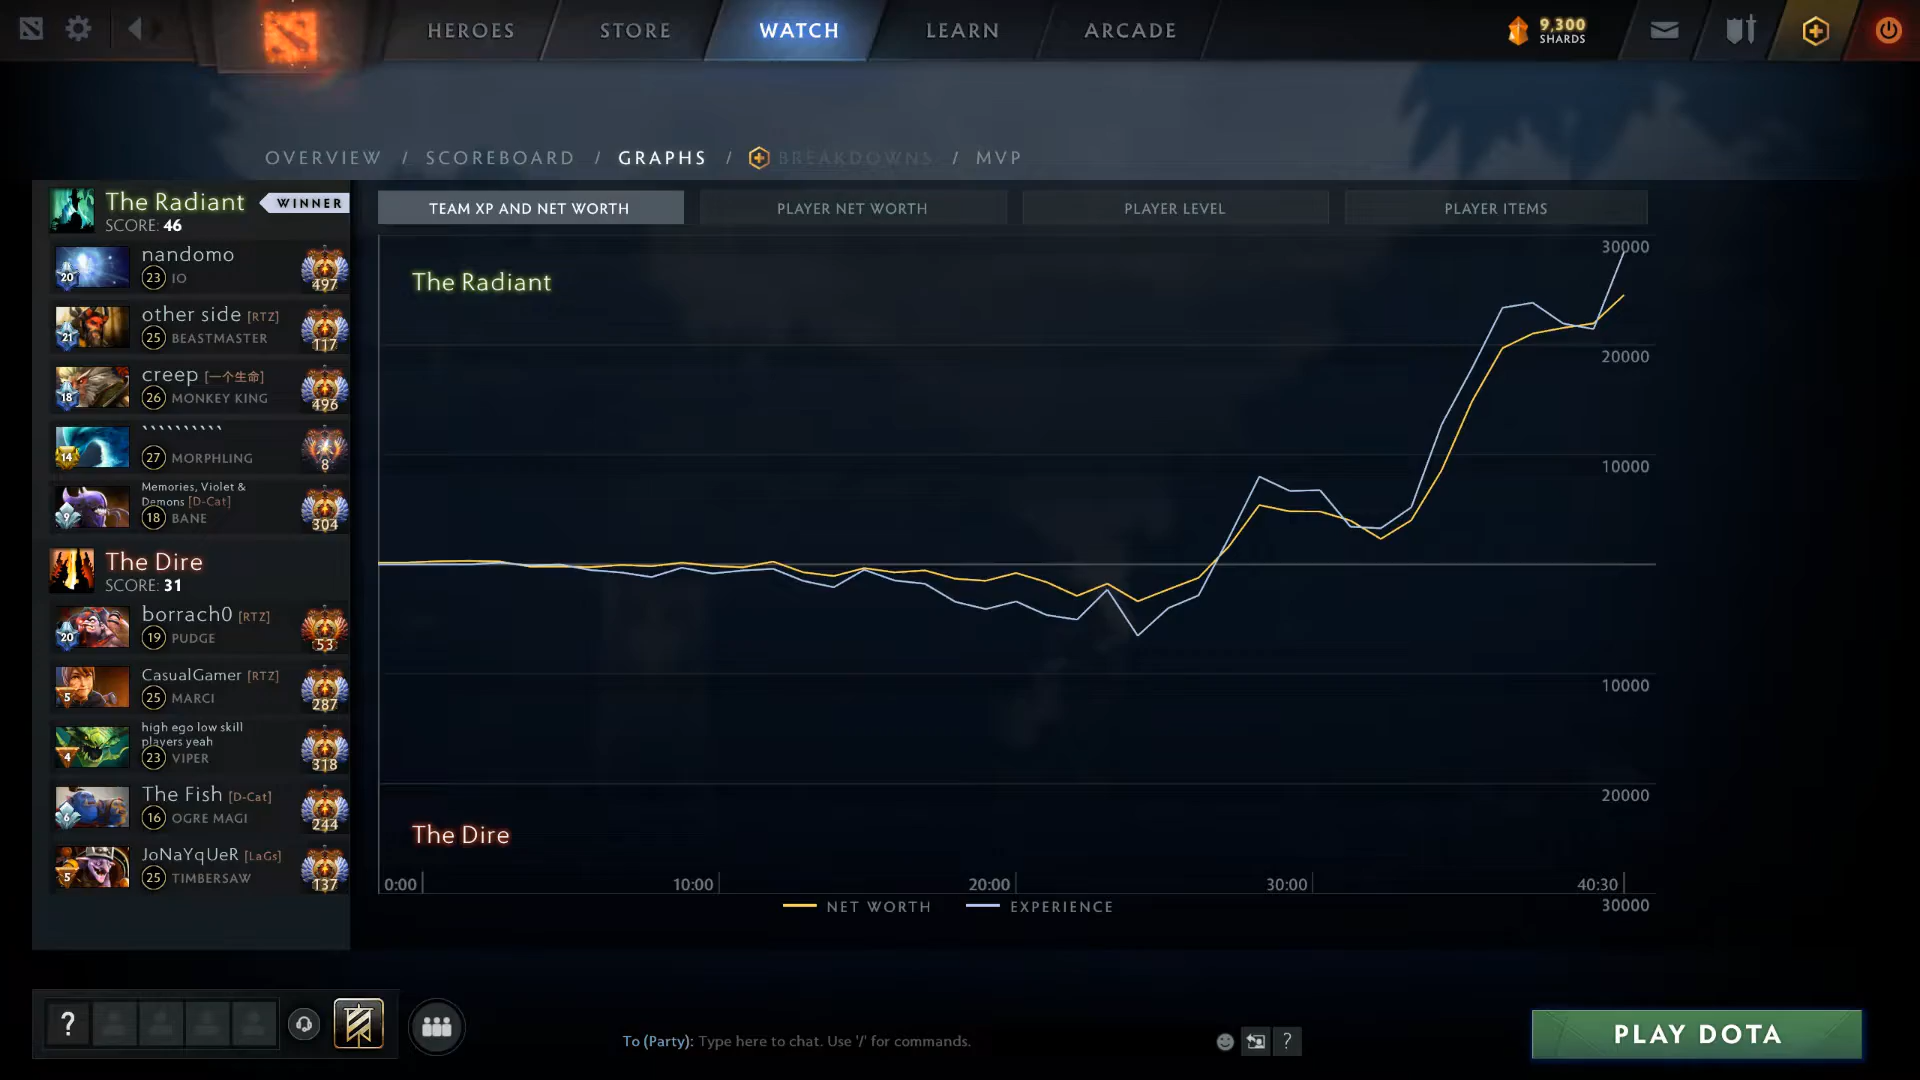 HEROES
STORE
WATCH
LEARN
ARCADE
9,300
SHARDS
OVERVIEW / SCOREBOARD / GRAPHS / BREAKDOWNS / MVP
The Radiant
WINNER
SCORE: 46
TEAM XP AND NET WORTH
PLAYER NET WORTH
PLAYER LEVEL
PLAYER ITEMS
nandomo
20
23 IO
497
other side [RTZ]
21
25 BEASTMASTER
117
creep [一个生命]
18
26 MONKEY KING
496
``````````
14
27 MORPHLING
8
Memories, Violet &
Demons [D-Cat]
9
18 BANE
304
The Dire
SCORE: 31
borrach0 [RTZ]
20
19 PUDGE
53
CasualGamer [RTZ]
5
25 MARCI
287
high ego low skill
players yeah
4
23 VIPER
318
The Fish [D-Cat]
6
16 OGRE MAGI
244
JoNaYqUeR [LaGs]
5
25 TIMBERSAW
137
The Radiant
30000
20000
10000
10000
20000
The Dire
0:00
10:00
20:00
30:00
40:30
30000
NET WORTH
EXPERIENCE
?
To (Party): Type here to chat. Use '/' for commands.
?
PLAY DOTA